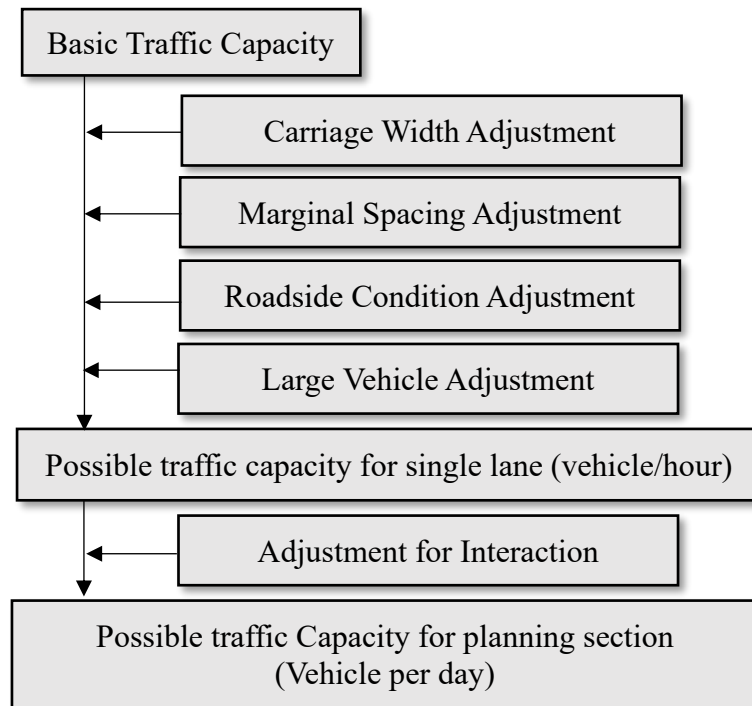 Basic Traffic Capacity
Carriage Width Adjustment
Marginal Spacing Adjustment
Roadside Condition Adjustment
Large Vehicle Adjustment
Possible traffic capacity for single lane (vehicle/hour)
Adjustment for Interaction
Possible traffic Capacity for planning section
(Vehicle per day)